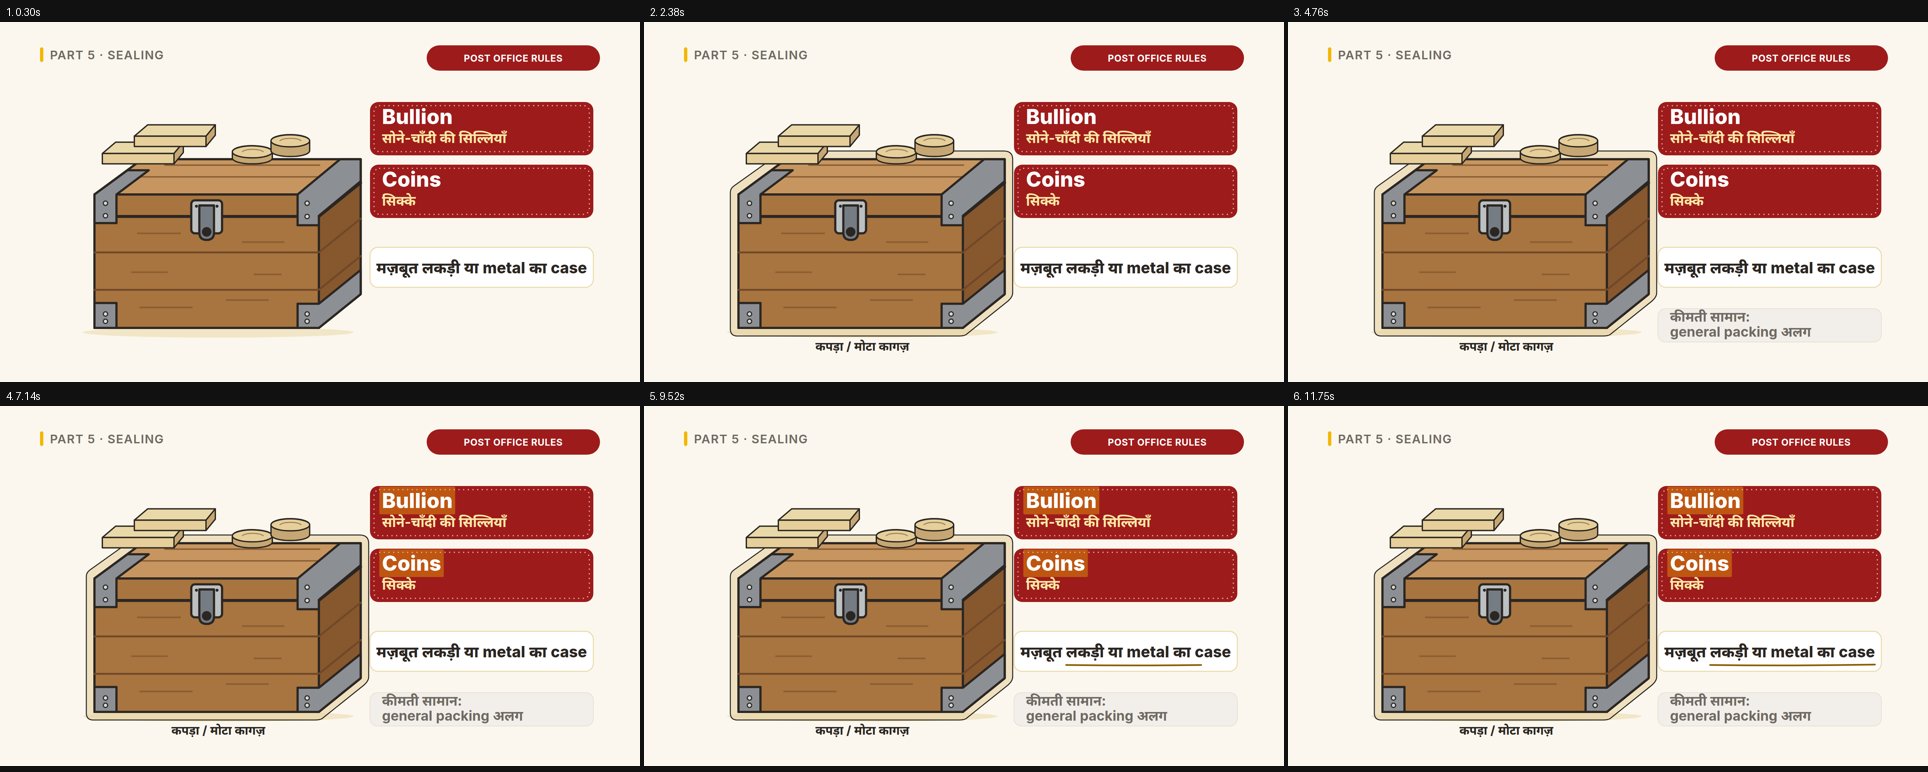 1. 0.30s
PART 5 · SEALING
POST OFFICE RULES
Bullion
सोने-चाँदी की सिल्लियाँ
Coins
सिक्के
मज़बूत लकड़ी या metal का case
2. 2.38s
PART 5 · SEALING
POST OFFICE RULES
Bullion
सोने-चाँदी की सिल्लियाँ
Coins
सिक्के
मज़बूत लकड़ी या metal का case
कपड़ा / मोटा कागज़
3. 4.76s
PART 5 · SEALING
POST OFFICE RULES
Bullion
सोने-चाँदी की सिल्लियाँ
Coins
सिक्के
मज़बूत लकड़ी या metal का case
कीमती सामान:
general packing अलग
कपड़ा / मोटा कागज़
4. 7.14s
PART 5 · SEALING
POST OFFICE RULES
Bullion
सोने-चाँदी की सिल्लियाँ
Coins
सिक्के
मज़बूत लकड़ी या metal का case
कीमती सामान:
general packing अलग
कपड़ा / मोटा कागज़
5. 9.52s
PART 5 · SEALING
POST OFFICE RULES
Bullion
सोने-चाँदी की सिल्लियाँ
Coins
सिक्के
मज़बूत लकड़ी या metal का case
कीमती सामान:
general packing अलग
कपड़ा / मोटा कागज़
6. 11.75s
PART 5 · SEALING
POST OFFICE RULES
Bullion
सोने-चाँदी की सिल्लियाँ
Coins
सिक्के
मज़बूत लकड़ी या metal का case
कीमती सामान:
general packing अलग
कपड़ा / मोटा कागज़